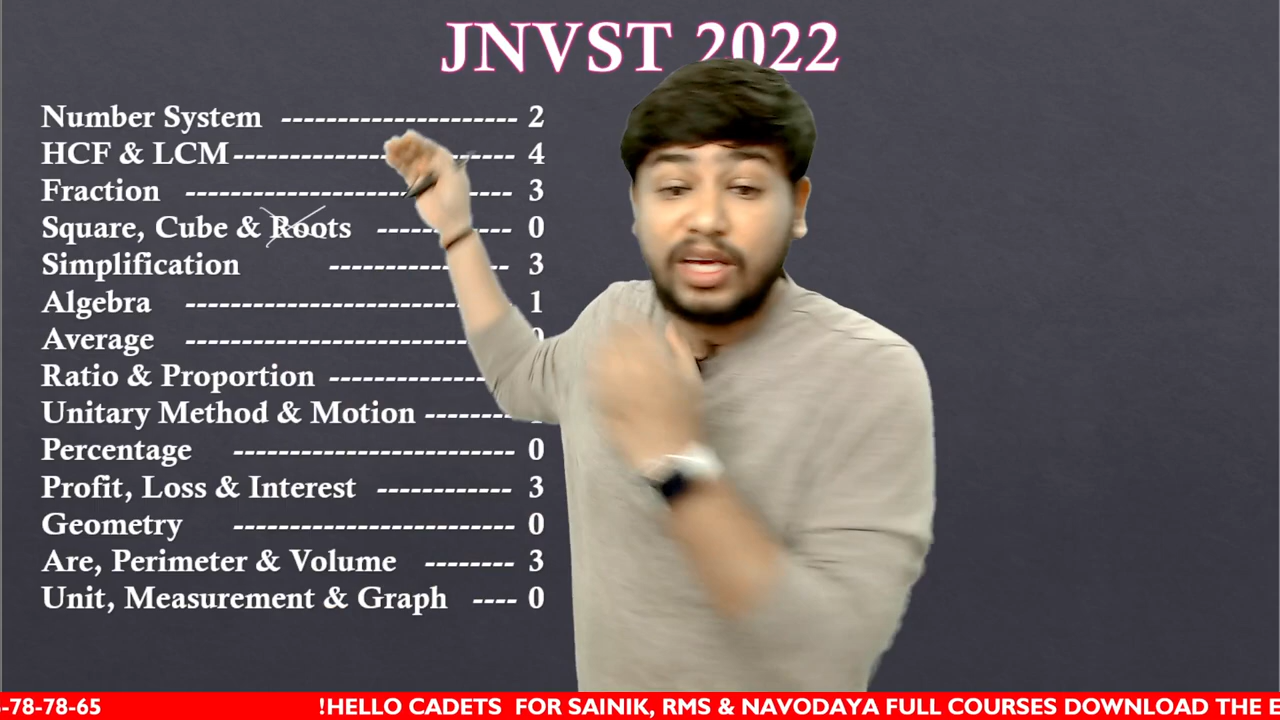 JNVST 2022
Number System -------------------- 2
HCF & LCM------------------------ 4
Fraction ---------------------------- 3
Square, Cube & Roots ------------ 0
Simplification ---------------- 3
Algebra ---------------------------- 1
Average ----------------------------
Ratio & Proportion --------------
Unitary Method & Motion --------
Percentage ------------------------ 0
Profit, Loss & Interest ------------ 3
Geometry ------------------------ 0
Are, Perimeter & Volume -------- 3
Unit, Measurement & Graph ---- 0
-78-78-65 !HELLO CADETS FOR SAINIK, RMS & NAVODAYA FULL COURSES DOWNLOAD THE E